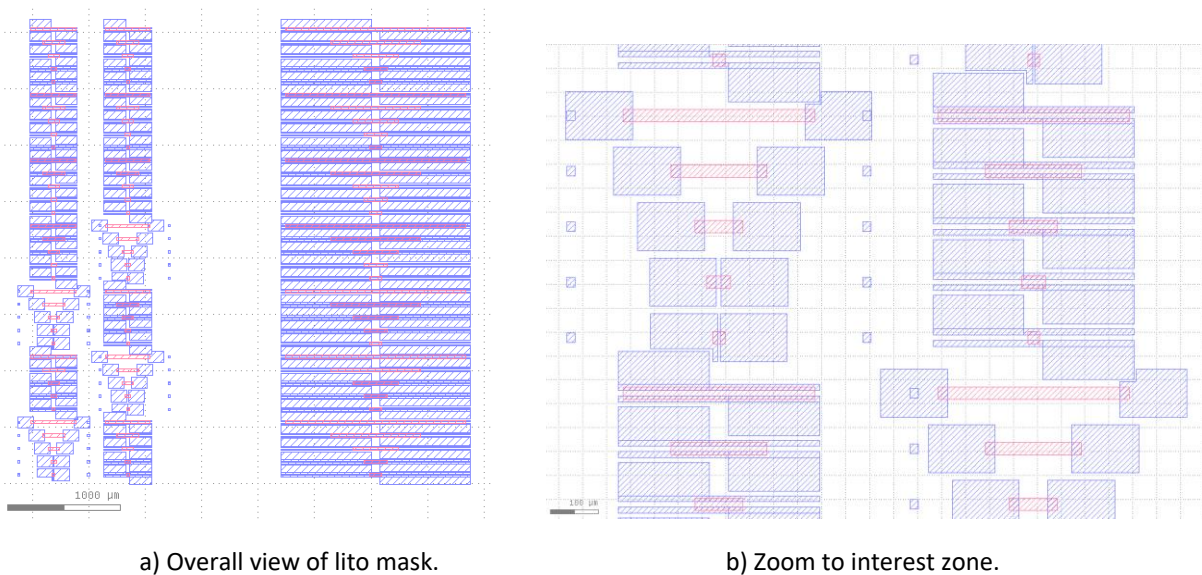 1000 µm
100 µm
a) Overall view of lito mask.
b) Zoom to interest zone.